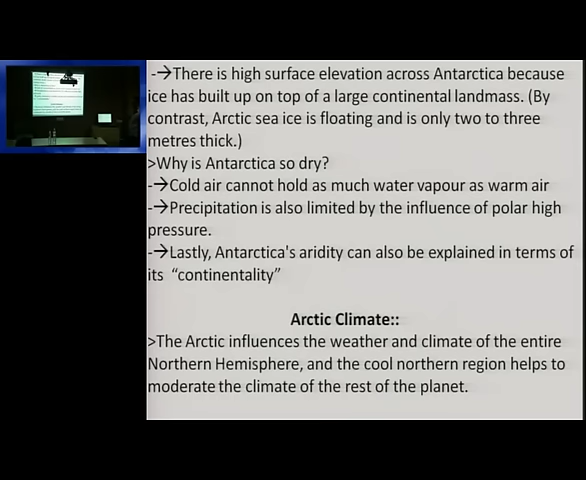 -→There is high surface elevation across Antarctica because
ice has built up on top of a large continental landmass. (By
contrast, Arctic sea ice is floating and is only two to three
metres thick.)
>Why is Antarctica so dry?
-→Cold air cannot hold as much water vapour as warm air
-→Precipitation is also limited by the influence of polar high
pressure.
-→Lastly, Antarctica's aridity can also be explained in terms of
its “continentality”
Arctic Climate::
>The Arctic influences the weather and climate of the entire
Northern Hemisphere, and the cool northern region helps to
moderate the climate of the rest of the planet.